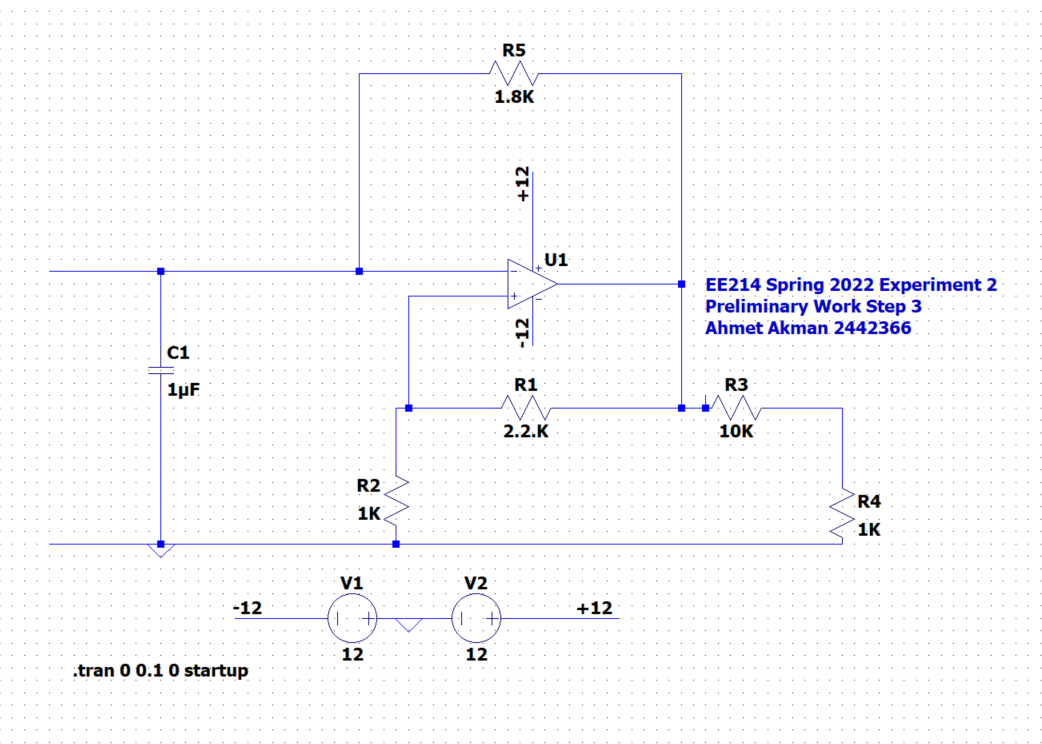 R5
1.8K
+12
U1
-12
EE214 Spring 2022 Experiment 2
Preliminary Work Step 3
Ahmet Akman 2442366
C1
1µF
R1
2.2.K
R3
10K
R2
1K
R4
1K
V1
V2
-12
+12
12
12
.tran 0 0.1 0 startup